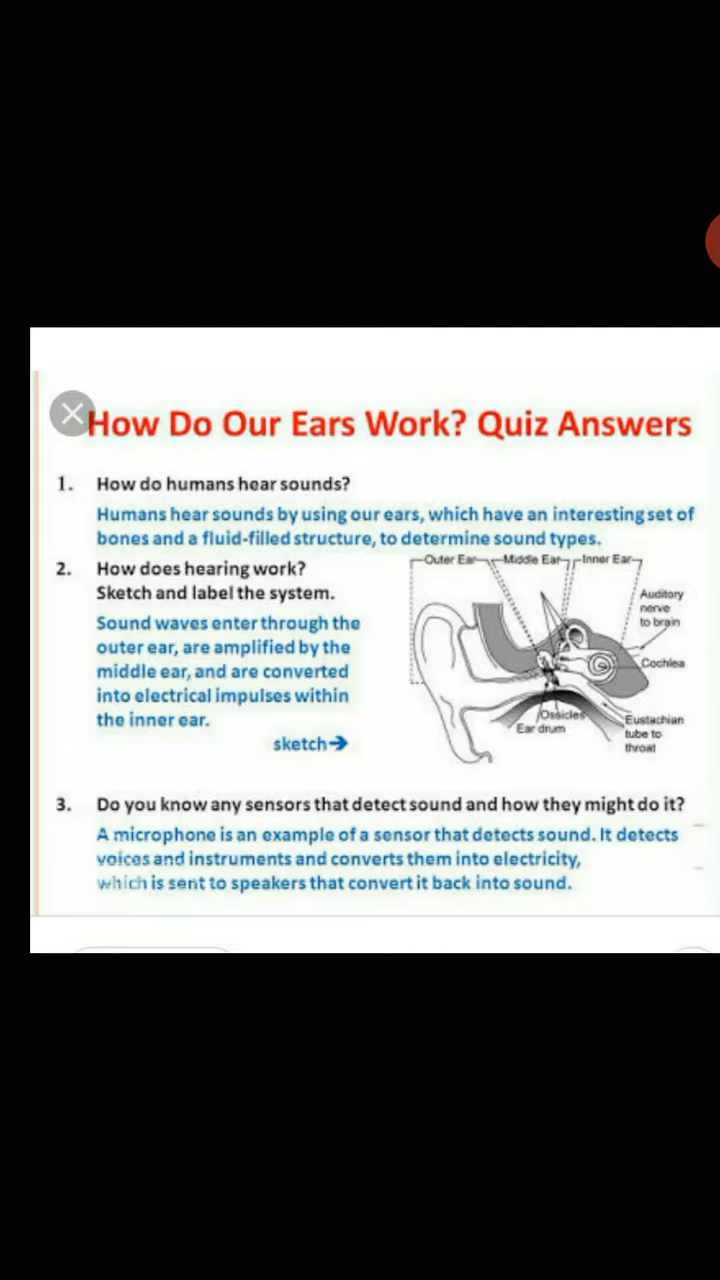 How Do Our Ears Work? Quiz Answers
1. How do humans hear sounds?
Humans hear sounds by using our ears, which have an interesting set of
bones and a fluid-filled structure, to determine sound types.
2. How does hearing work?
Sketch and label the system.
Sound waves enter through the
outer ear, are amplified by the
middle ear, and are converted
into electrical impulses within
the inner ear.
sketch→
Outer Ear Middle Ear Inner Ear
Auditory
nerve
to brain
Cochlea
Ossicles
Ear drum
Eustachian
tube to
throat
3. Do you know any sensors that detect sound and how they might do it?
A microphone is an example of a sensor that detects sound. It detects
voices and instruments and converts them into electricity,
which is sent to speakers that convert it back into sound.